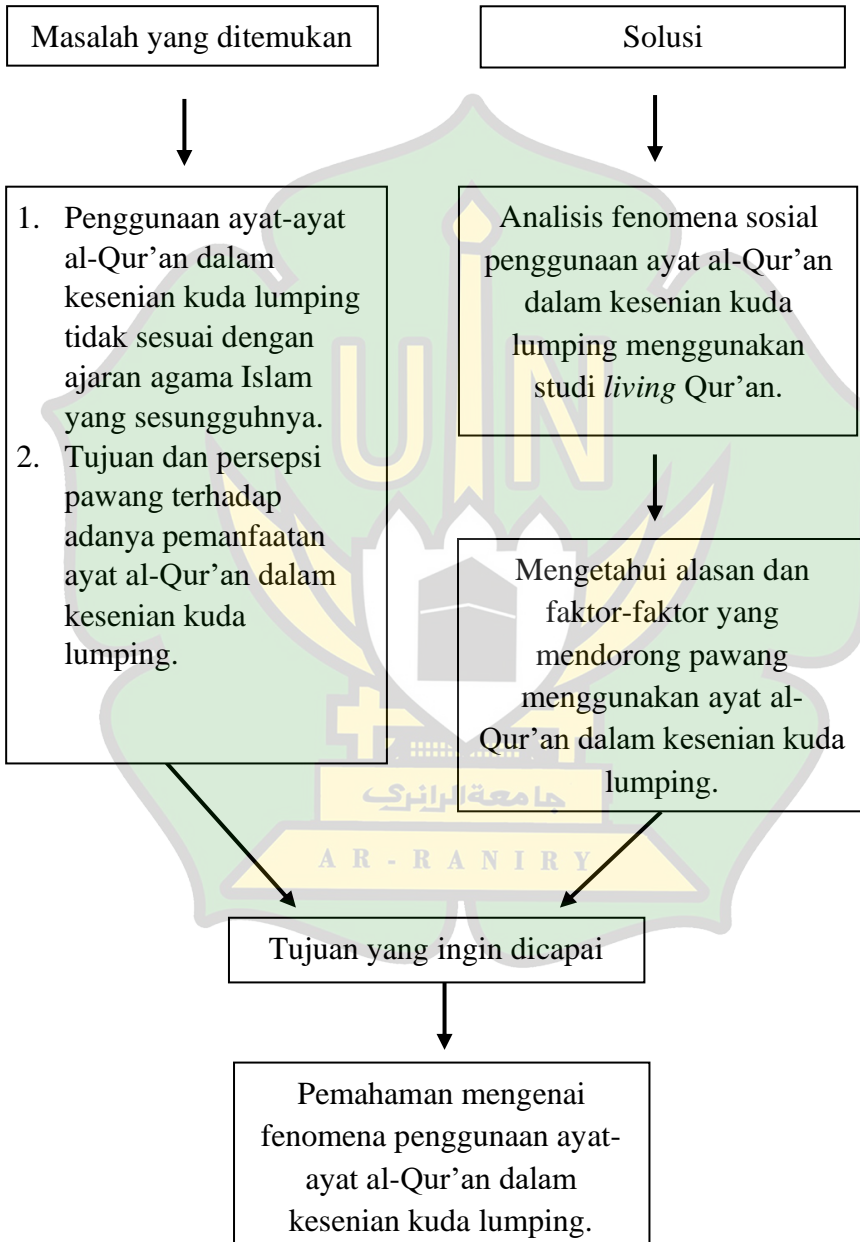 Masalah yang ditemukan
Solusi
1. Penggunaan ayat-ayat
al-Qur’an dalam
kesenian kuda lumping
tidak sesuai dengan
ajaran agama Islam
yang sesungguhnya.
2. Tujuan dan persepsi
pawang terhadap
adanya pemanfaatan
ayat al-Qur’an dalam
kesenian kuda
lumping.
Analisis fenomena sosial
penggunaan ayat al-Qur’an
dalam kesenian kuda
lumping menggunakan
studi living Qur’an.
Mengetahui alasan dan
faktor-faktor yang
mendorong pawang
menggunakan ayat al-
Qur’an dalam kesenian kuda
lumping.
UIN
جامعة الرانري
AR-RANIRY
Tujuan yang ingin dicapai
Pemahaman mengenai
fenomena penggunaan ayat-
ayat al-Qur’an dalam
kesenian kuda lumping.